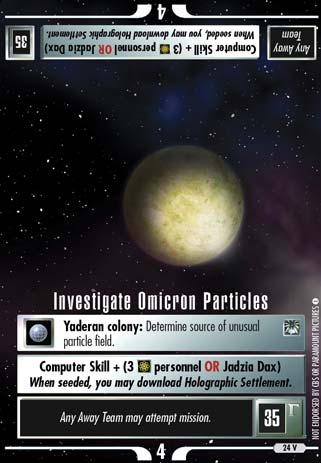 4
Any Away
Team
Computer Skill + (3 personnel OR Jadzia Dax)
When seeded, you may download Holographic Settlement.
35
Investigate Omicron Particles
Yaderan colony: Determine source of unusual
particle field.
Computer Skill + (3 personnel OR Jadzia Dax)
When seeded, you may download Holographic Settlement.
Any Away Team may attempt mission.
35 Γ
24 V
4
NOT ENDORSED BY CBS OR PARAMOUNT PICTURES